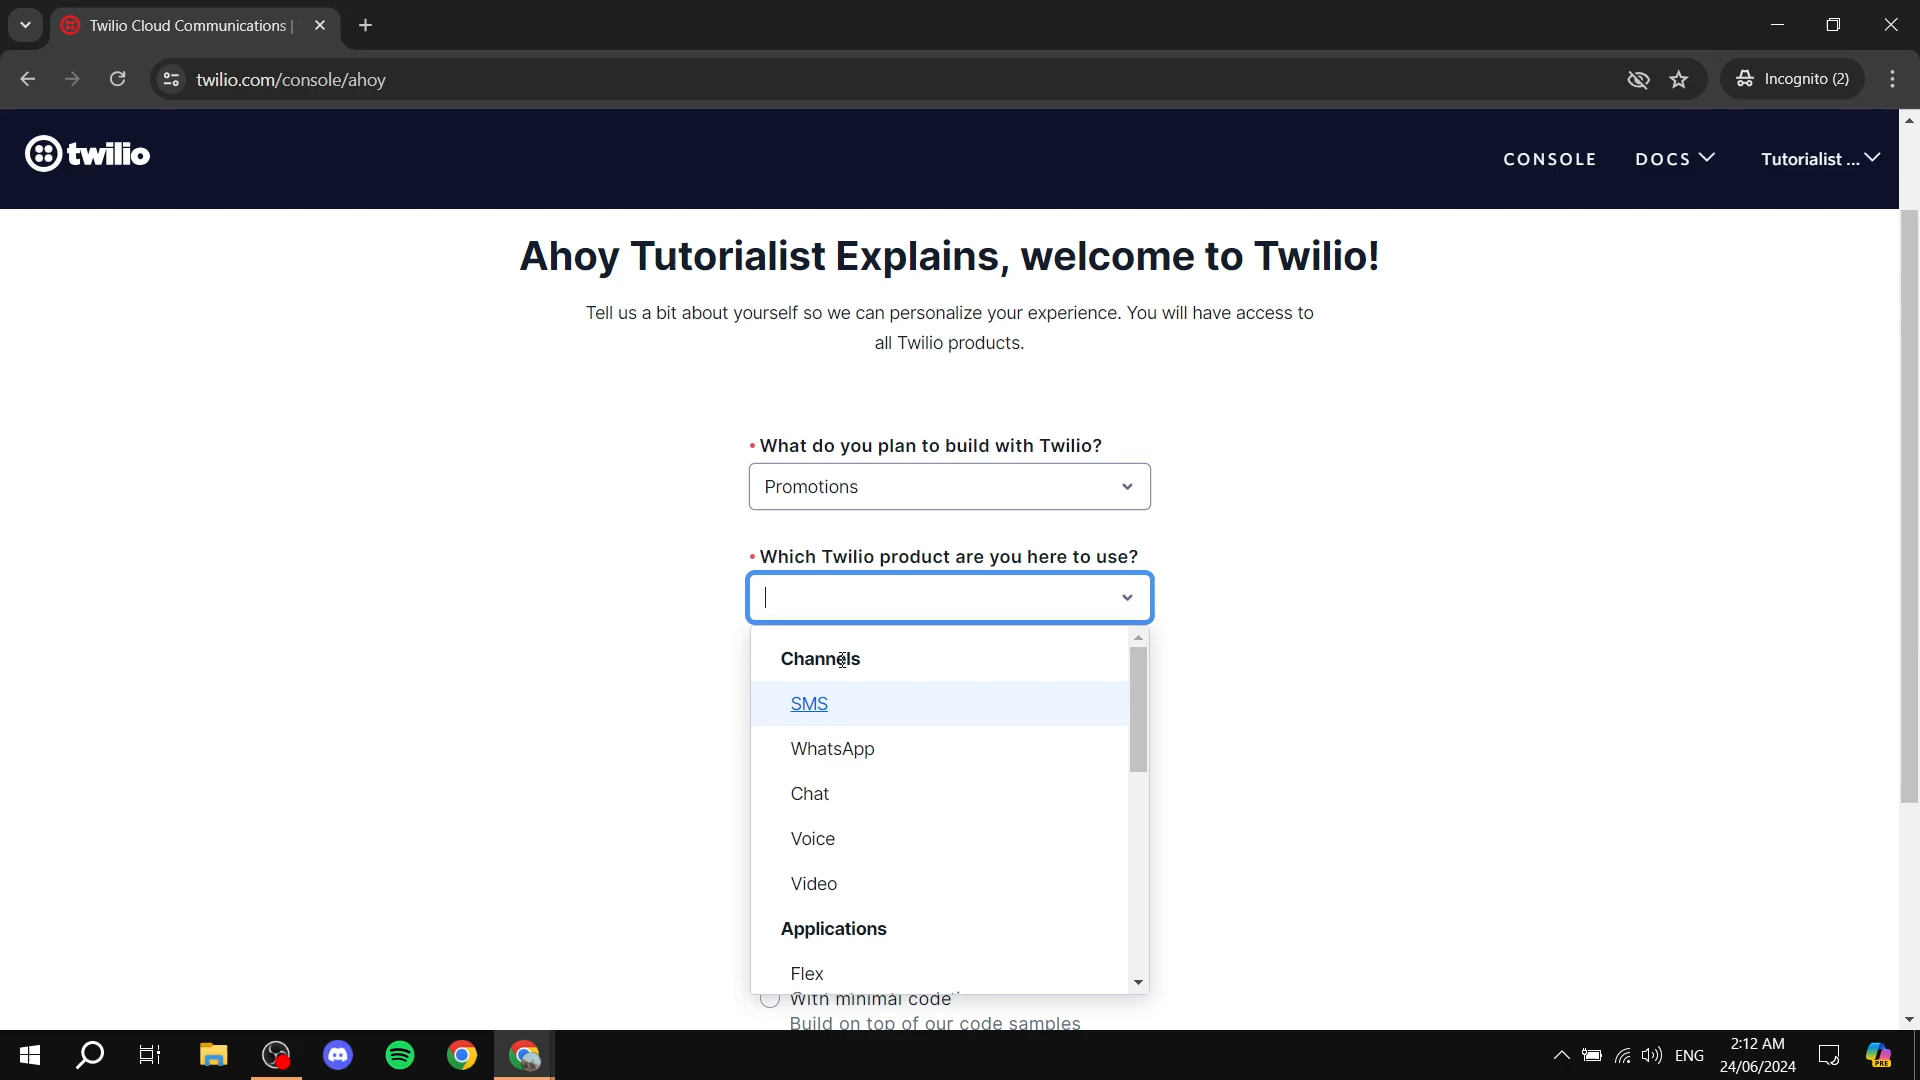 Twilio Cloud Communications |
twilio.com/console/ahoy
Incognito (2)
twilio
CONSOLE
DOCS
Tutorialist ...
Ahoy Tutorialist Explains, welcome to Twilio!
Tell us a bit about yourself so we can personalize your experience. You will have access to
all Twilio products.
• What do you plan to build with Twilio?
Promotions
• Which Twilio product are you here to use?
Channels
SMS
WhatsApp
Chat
Voice
Video
Applications
Flex
With minimal code
Build on top of our code samples
ENG
2:12 AM
24/06/2024
PRE